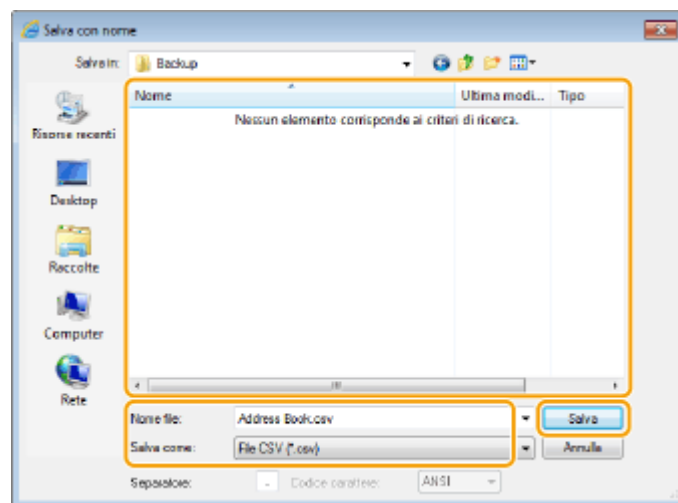 Salva con nome
Salva in: Backup
Nome Ultima modi... Tipo
Nessun elemento corrisponde ai criteri di ricerca.
Risorse recenti
Desktop
Raccolte
Computer
Rete
Nome file: Address Book.csv Salva
Salva come: File CSV (*.csv) Annulla
Separatore: . Codice carattere: ANSI